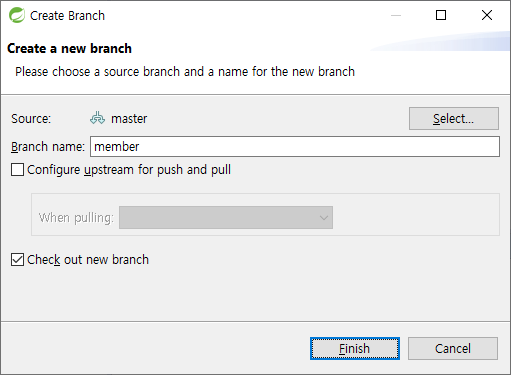 Create Branch
Create a new branch
Please choose a source branch and a name for the new branch
Source: master Select...
Branch name: member
Configure upstream for push and pull
When pulling:
Check out new branch
Finish Cancel